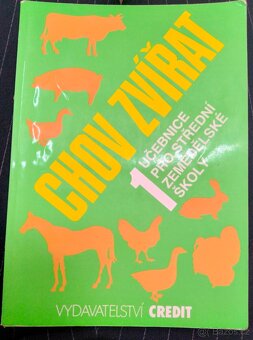 CHOV ZVÍŘAT
1
UČEBNICE
PRO STŘEDNÍ
ZEMĚDĚLSKÉ
ŠKOLY
VYDAVATELSTVÍ CREDIT